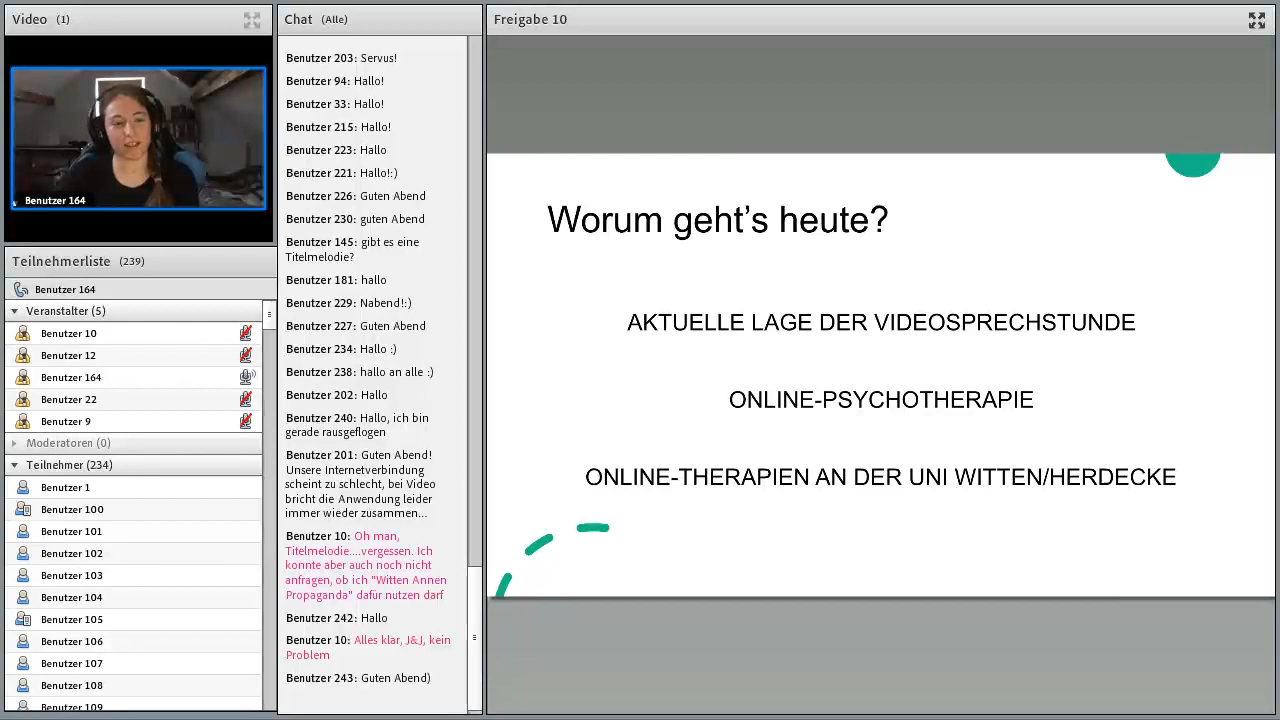 Video (1)
Benutzer 164
Teilnehmerliste (239)
Benutzer 164
Veranstalter (5)
Benutzer 10
Benutzer 12
Benutzer 164
Benutzer 22
Benutzer 9
Moderatoren (0)
Teilnehmer (234)
Benutzer 1
Benutzer 100
Benutzer 101
Benutzer 102
Benutzer 103
Benutzer 104
Benutzer 105
Benutzer 106
Benutzer 107
Benutzer 108
Benutzer 109
Chat (Alle)
Benutzer 203: Servus!
Benutzer 94: Hallo!
Benutzer 33: Hallo!
Benutzer 215: Hallo!
Benutzer 223: Hallo
Benutzer 221: Hallo!:)
Benutzer 226: Guten Abend
Benutzer 230: guten Abend
Benutzer 145: gibt es eine
Titelmelodie?
Benutzer 181: hallo
Benutzer 229: Nabend!:)
Benutzer 227: Guten Abend
Benutzer 234: Hallo :)
Benutzer 238: hallo an alle :)
Benutzer 202: Hallo
Benutzer 240: Hallo, ich bin
gerade rausgeflogen
Benutzer 201: Guten Abend!
Unsere Internetverbindung
scheint zu schlecht, bei Video
bricht die Anwendung leider
immer wieder zusammen...
Benutzer 10: Oh man,
Titelmelodie....vergessen. Ich
konnte aber auch noch nicht
anfragen, ob ich "Witten Annen
Propaganda" dafür nutzen darf
Benutzer 242: Hallo
Benutzer 10: Alles klar, J&J, kein
Problem
Benutzer 243: Guten Abend)
Freigabe 10
Worum geht's heute?
AKTUELLE LAGE DER VIDEOSPRECHSTUNDE
ONLINE-PSYCHOTHERAPIE
ONLINE-THERAPIEN AN DER UNI WITTEN/HERDECKE